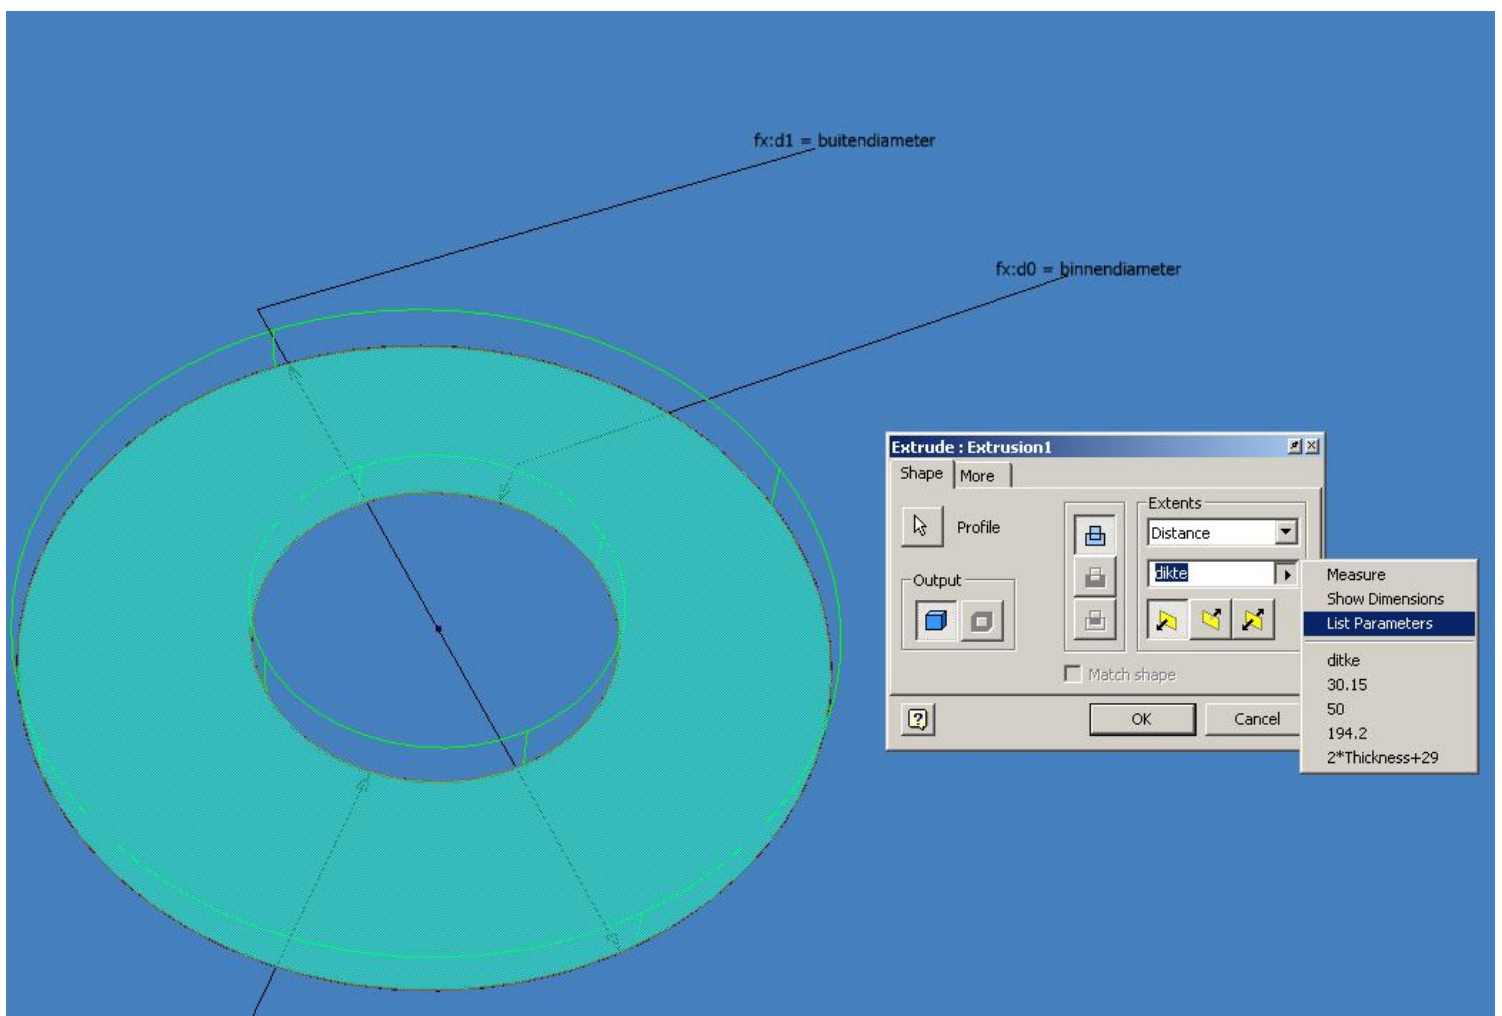 fx:d1 = buitendiameter
fx:d0 = binnendiameter
Extrude : Extrusion1
Shape
More
Profile
Output
Extents
Distance
dikte
Match shape
?
OK
Cancel
Measure
Show Dimensions
List Parameters
ditke
30.15
50
194.2
2*Thickness+29